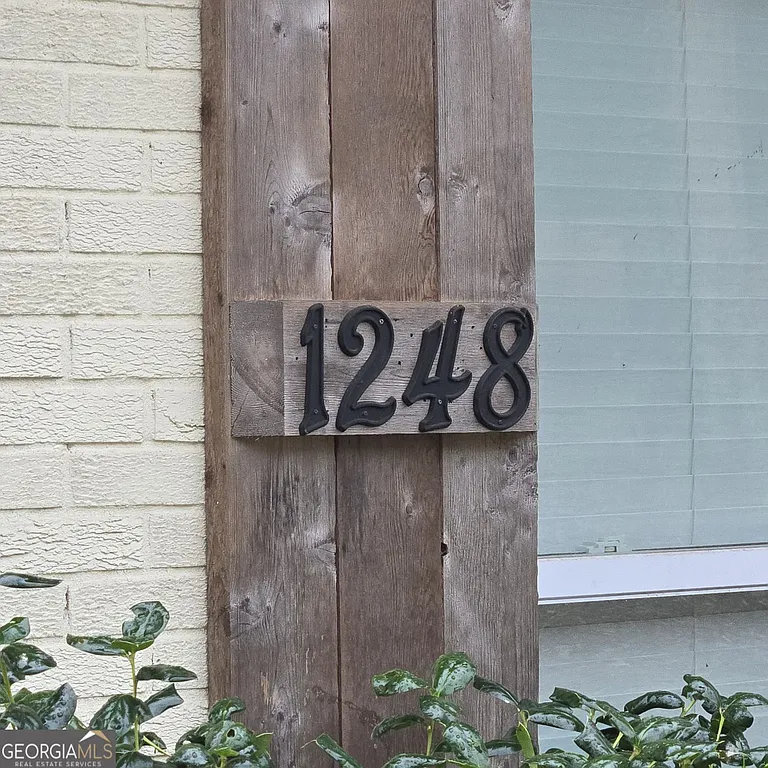 1248
GEORGIAMLS
REAL ESTATE SERVICES